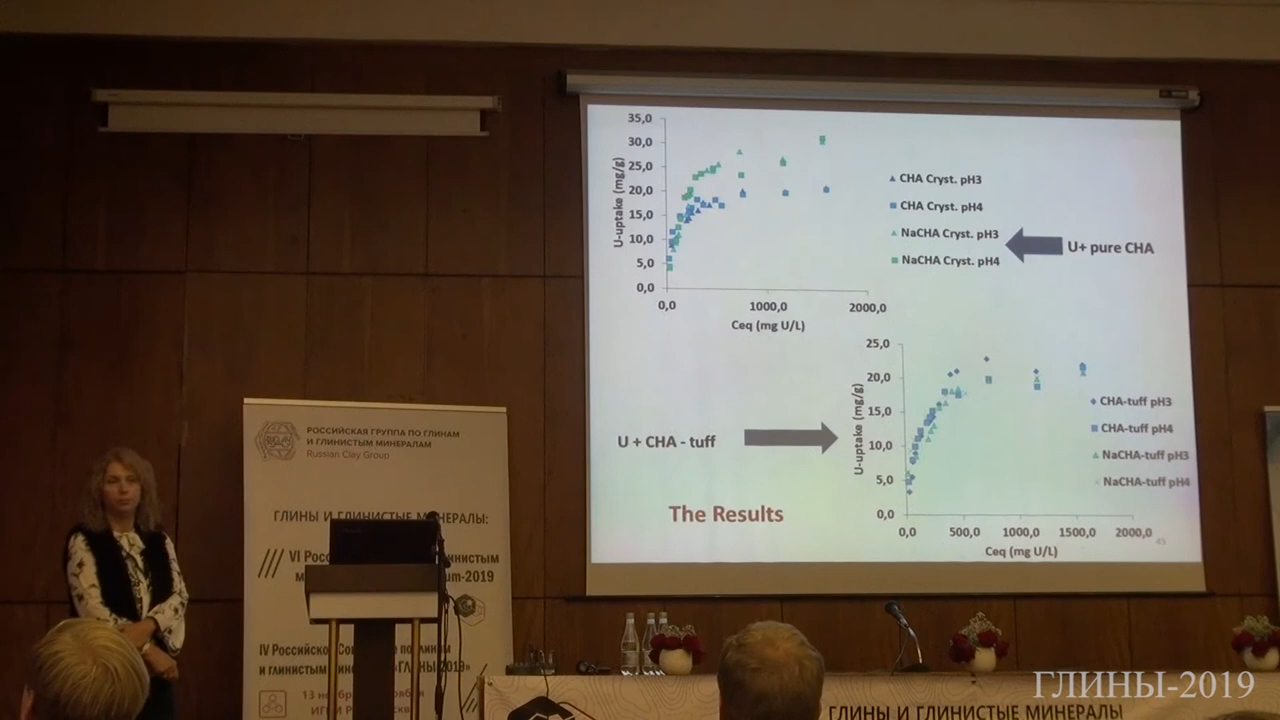 35,0
30,0
25,0
20,0
15,0
10,0
5,0
0,0
U-uptake (mg/g)
0,0 1000,0 2000,0
Ceq (mg U/L)
CHA Cryst. pH3
CHA Cryst. pH4
NaCHA Cryst. pH3
NaCHA Cryst. pH4
U+ pure CHA
25,0
20,0
15,0
10,0
5,0
0,0
U-uptake (mg/g)
0,0 500,0 1000,0 1500,0 2000,0
Ceq (mg U/L)
CHA-tuff pH3
CHA-tuff pH4
NaCHA-tuff pH3
NaCHA-tuff pH4
U + CHA - tuff
The Results
45
РОССИЙСКАЯ ГРУППА ПО ГЛИНАМ
И ГЛИНИСТЫМ МИНЕРАЛАМ
Russian Clay Group
ГЛИНЫ И ГЛИНИСТЫЕ МИНЕРАЛЫ:
VI
-2019
IV Российско
и глинистым
2019»
13
ГЛИНЫ-2019
ГЛИНЫ И ГЛИНИСТЫЕ МИНЕРАЛЫ